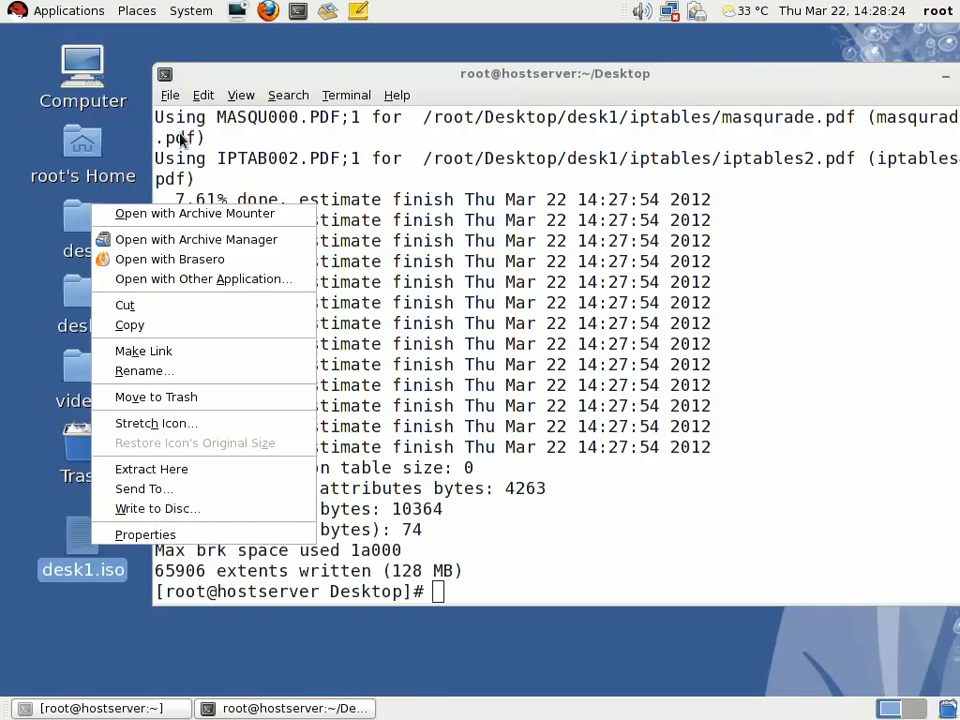 Applications Places System 33 °C Thu Mar 22, 14:28:24 root
Computer
root's Home
des
desk
vide
Tras
desk1.iso
root@hostserver:~/Desktop
File Edit View Search Terminal Help
Using MASQU000.PDF;1 for /root/Desktop/desk1/iptables/masqurade.pdf (masqurad
.pdf)
Using IPTAB002.PDF;1 for /root/Desktop/desk1/iptables/iptables2.pdf (iptables
pdf)
7.61% done, estimate finish Thu Mar 22 14:27:54 2012
stimate finish Thu Mar 22 14:27:54 2012
stimate finish Thu Mar 22 14:27:54 2012
stimate finish Thu Mar 22 14:27:54 2012
stimate finish Thu Mar 22 14:27:54 2012
stimate finish Thu Mar 22 14:27:54 2012
stimate finish Thu Mar 22 14:27:54 2012
stimate finish Thu Mar 22 14:27:54 2012
stimate finish Thu Mar 22 14:27:54 2012
stimate finish Thu Mar 22 14:27:54 2012
stimate finish Thu Mar 22 14:27:54 2012
stimate finish Thu Mar 22 14:27:54 2012
stimate finish Thu Mar 22 14:27:54 2012
n table size: 0
attributes bytes: 4263
bytes: 10364
bytes): 74
Max brk space used 1a000
65906 extents written (128 MB)
[root@hostserver Desktop]#
Open with Archive Mounter
Open with Archive Manager
Open with Brasero
Open with Other Application...
Cut
Copy
Make Link
Rename...
Move to Trash
Stretch Icon...
Restore Icon's Original Size
Extract Here
Send To...
Write to Disc...
Properties
[root@hostserver:~] root@hostserver:~/De...